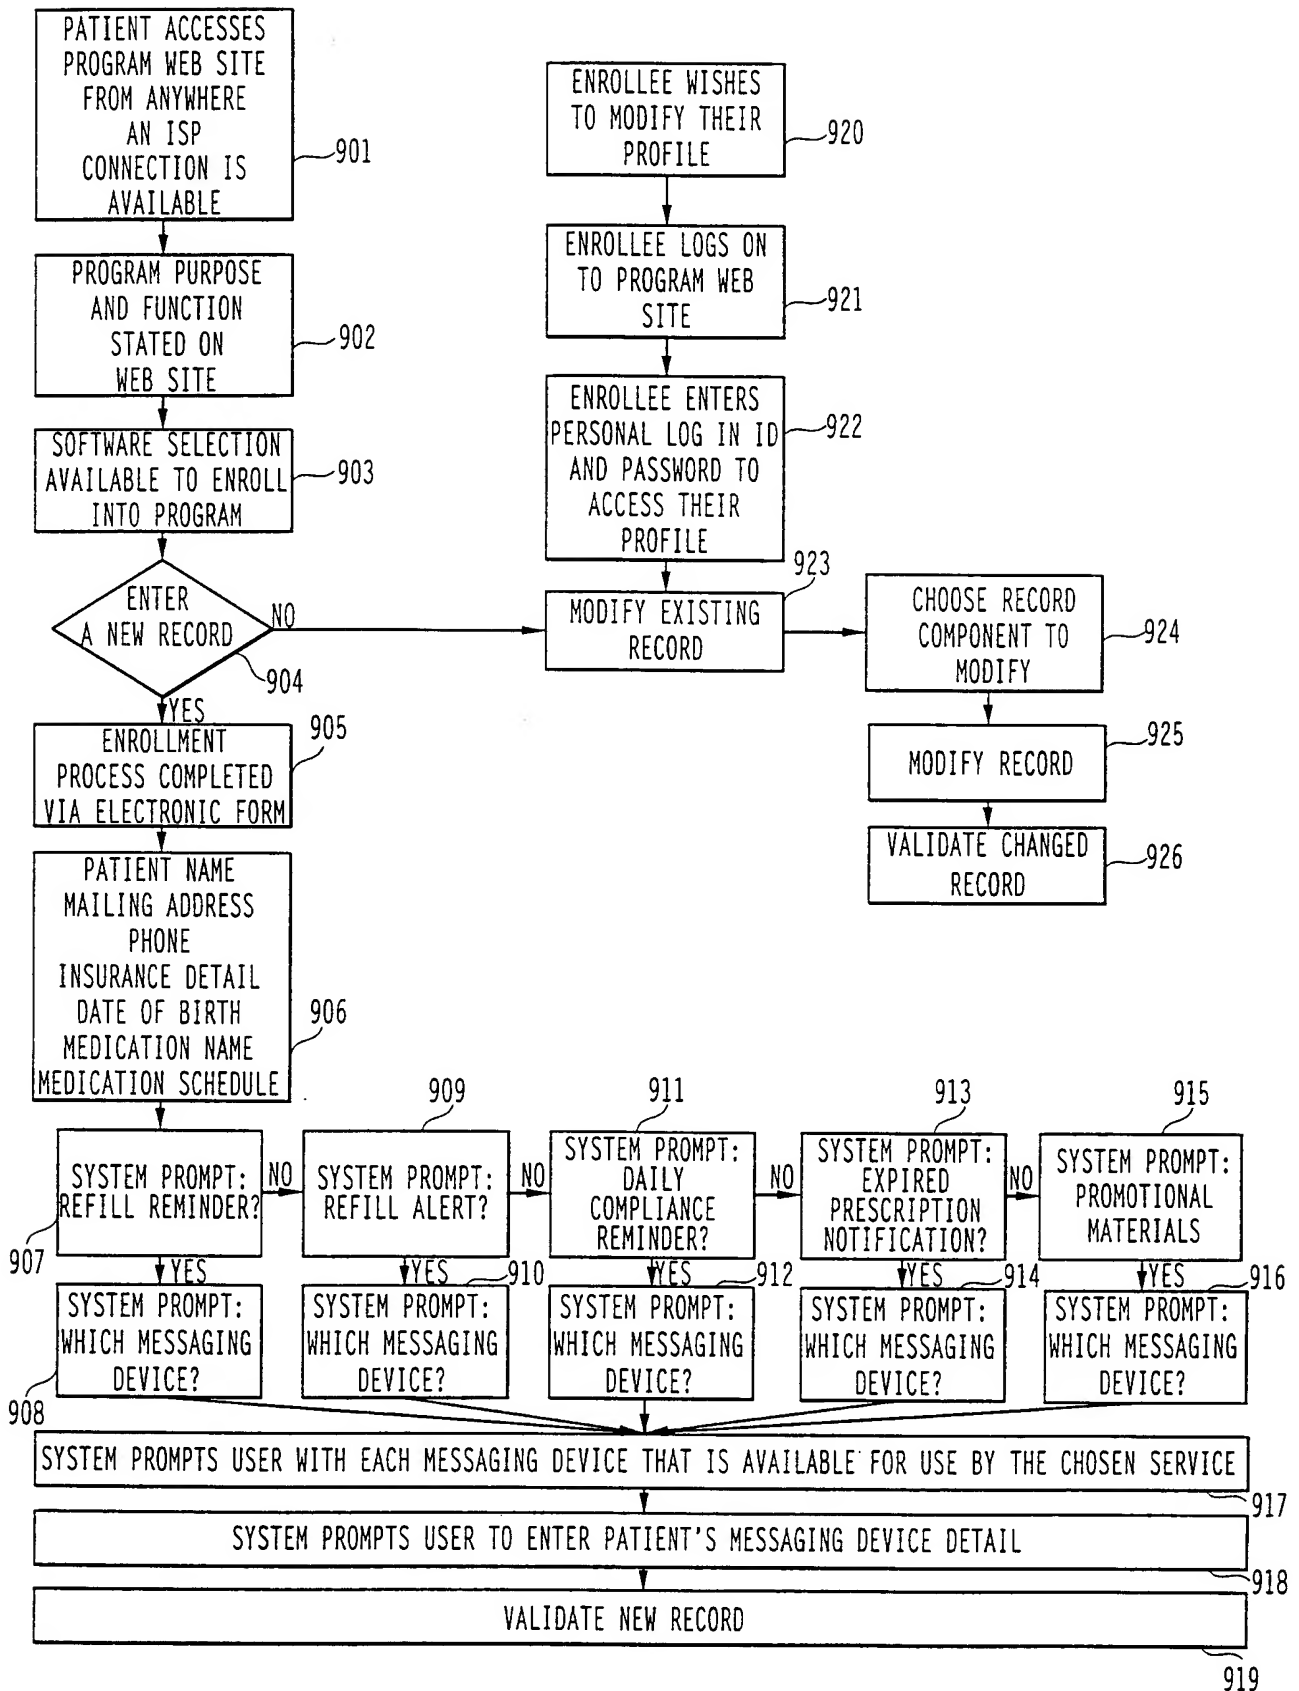 PATIENT ACCESSES
PROGRAM WEB SITE
FROM ANYWHERE
AN ISP
CONNECTION IS
AVAILABLE
901
PROGRAM PURPOSE
AND FUNCTION
STATED ON
WEB SITE
902
SOFTWARE SELECTION
AVAILABLE TO ENROLL
INTO PROGRAM
903
ENTER
A NEW RECORD
904
NO
YES
ENROLLMENT
PROCESS COMPLETED
VIA ELECTRONIC FORM
905
PATIENT NAME
MAILING ADDRESS
PHONE
INSURANCE DETAIL
DATE OF BIRTH
MEDICATION NAME
MEDICATION SCHEDULE
906
ENROLLEE WISHES
TO MODIFY THEIR
PROFILE
920
ENROLLEE LOGS ON
TO PROGRAM WEB
SITE
921
ENROLLEE ENTERS
PERSONAL LOG IN ID
AND PASSWORD TO
ACCESS THEIR
PROFILE
922
MODIFY EXISTING
RECORD
923
CHOOSE RECORD
COMPONENT TO
MODIFY
924
MODIFY RECORD
925
VALIDATE CHANGED
RECORD
926
SYSTEM PROMPT:
REFILL REMINDER?
907
NO
YES
SYSTEM PROMPT:
WHICH MESSAGING
DEVICE?
908
909
SYSTEM PROMPT:
REFILL ALERT?
NO
YES
910
SYSTEM PROMPT:
WHICH MESSAGING
DEVICE?
911
SYSTEM PROMPT:
DAILY
COMPLIANCE
REMINDER?
NO
YES
912
SYSTEM PROMPT:
WHICH MESSAGING
DEVICE?
913
SYSTEM PROMPT:
EXPIRED
PRESCRIPTION
NOTIFICATION?
NO
YES
914
SYSTEM PROMPT:
WHICH MESSAGING
DEVICE?
915
SYSTEM PROMPT:
PROMOTIONAL
MATERIALS
YES
916
SYSTEM PROMPT:
WHICH MESSAGING
DEVICE?
SYSTEM PROMPTS USER WITH EACH MESSAGING DEVICE THAT IS AVAILABLE FOR USE BY THE CHOSEN SERVICE
917
SYSTEM PROMPTS USER TO ENTER PATIENT'S MESSAGING DEVICE DETAIL
918
VALIDATE NEW RECORD
919